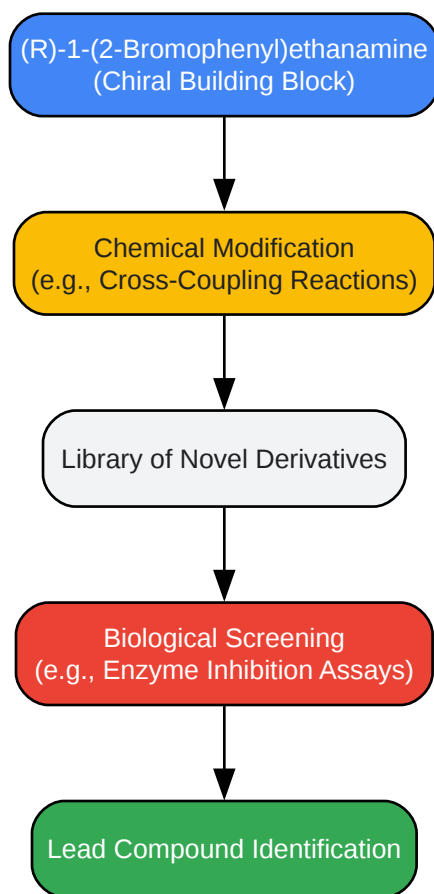 (R)-1-(2-Bromophenyl)ethanamine
(Chiral Building Block)
Chemical Modification
(e.g., Cross-Coupling Reactions)
Library of Novel Derivatives
Biological Screening
(e.g., Enzyme Inhibition Assays)
Lead Compound Identification